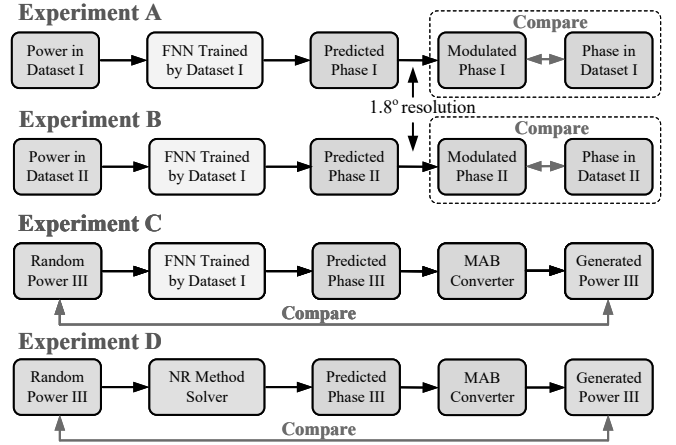 Experiment A
Compare
Power in
Dataset I
FNN Trained
by Dataset I
Predicted
Phase I
Modulated
Phase I
Phase in
Dataset I
1.8° resolution
Experiment B
Compare
Power in
Dataset II
FNN Trained
by Dataset I
Predicted
Phase II
Modulated
Phase II
Phase in
Dataset II
Experiment C
Random
Power III
FNN Trained
by Dataset I
Predicted
Phase III
MAB
Converter
Generated
Power III
Compare
Experiment D
Random
Power III
NR Method
Solver
Predicted
Phase III
MAB
Converter
Generated
Power III
Compare